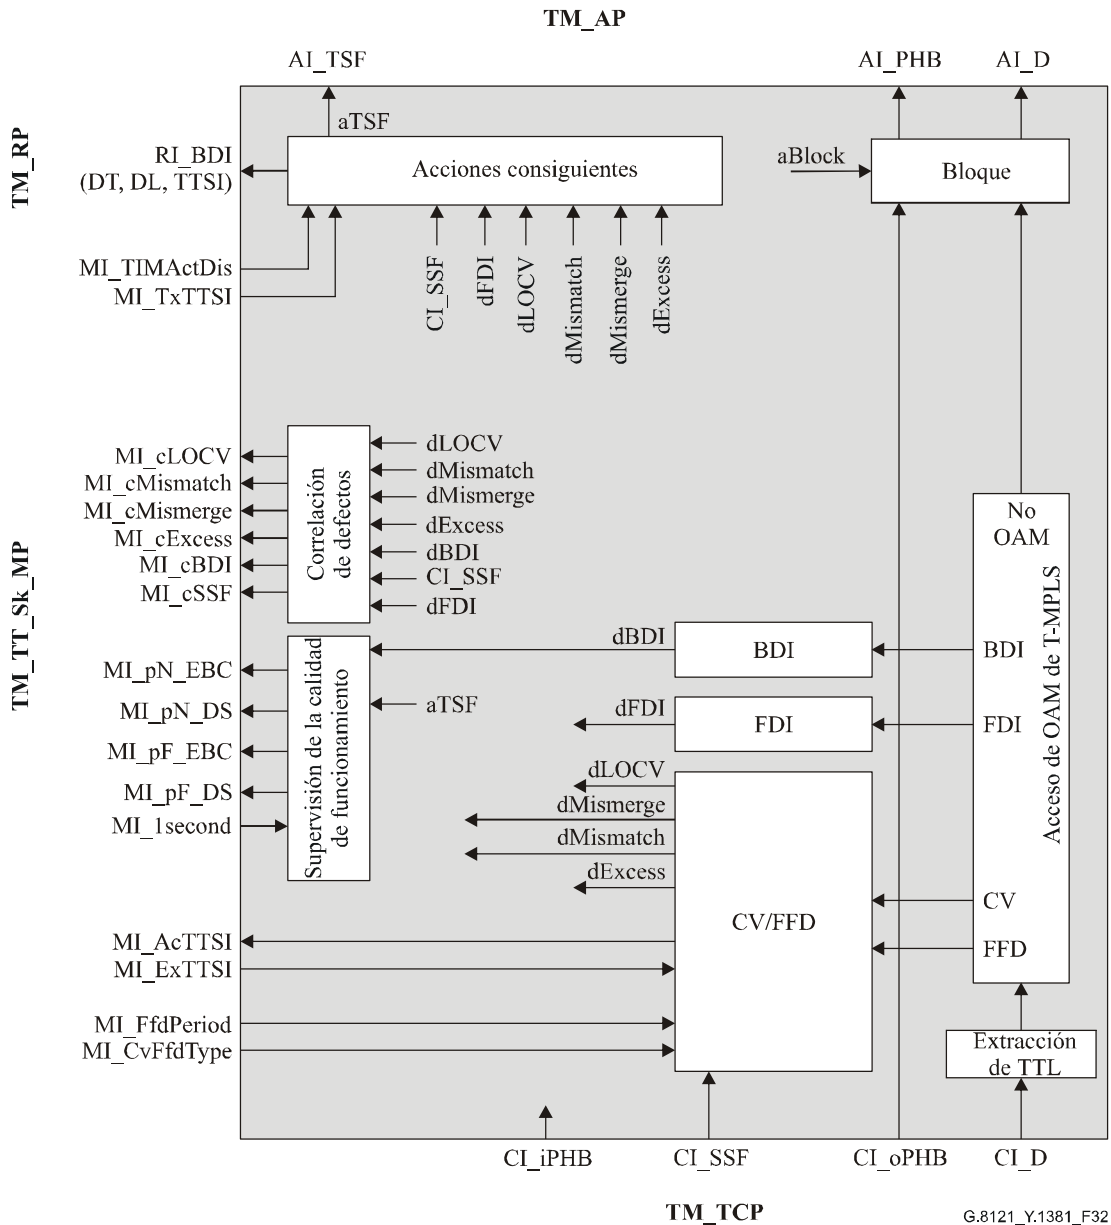 TM_AP
AI_TSF
AI_PHB
AI_D
TM_RP
aTSF
RI_BDI
(DT, DL, TTSI)
Acciones consiguientes
aBlock
Bloque
MI_TIMActDis
MI_TxTTSI
CI_SSF
dFDI
dLOCV
dMismatch
dMismerge
dExcess
TM_TT_Sk_MP
MI_cLOCV
MI_cMismatch
MI_cMismerge
MI_cExcess
MI_cBDI
MI_cSSF
Correlación
de defectos
dLOCV
dMismatch
dMismerge
dExcess
dBDI
CI_SSF
dFDI
No
OAM
Acceso de OAM de T-MPLS
MI_pN_EBC
MI_pN_DS
MI_pF_EBC
MI_pF_DS
MI_1second
Supervisión de la calidad
de funcionamiento
dBDI
BDI
BDI
aTSF
dFDI
FDI
FDI
dLOCV
dMismerge
dMismatch
dExcess
CV/FFD
CV
FFD
MI_AcTTSI
MI_ExTTSI
MI_FfdPeriod
MI_CvFfdType
Extracción
de TTL
CI_iPHB
CI_SSF
CI_oPHB
CI_D
TM_TCP
G.8121_Y.1381_F32